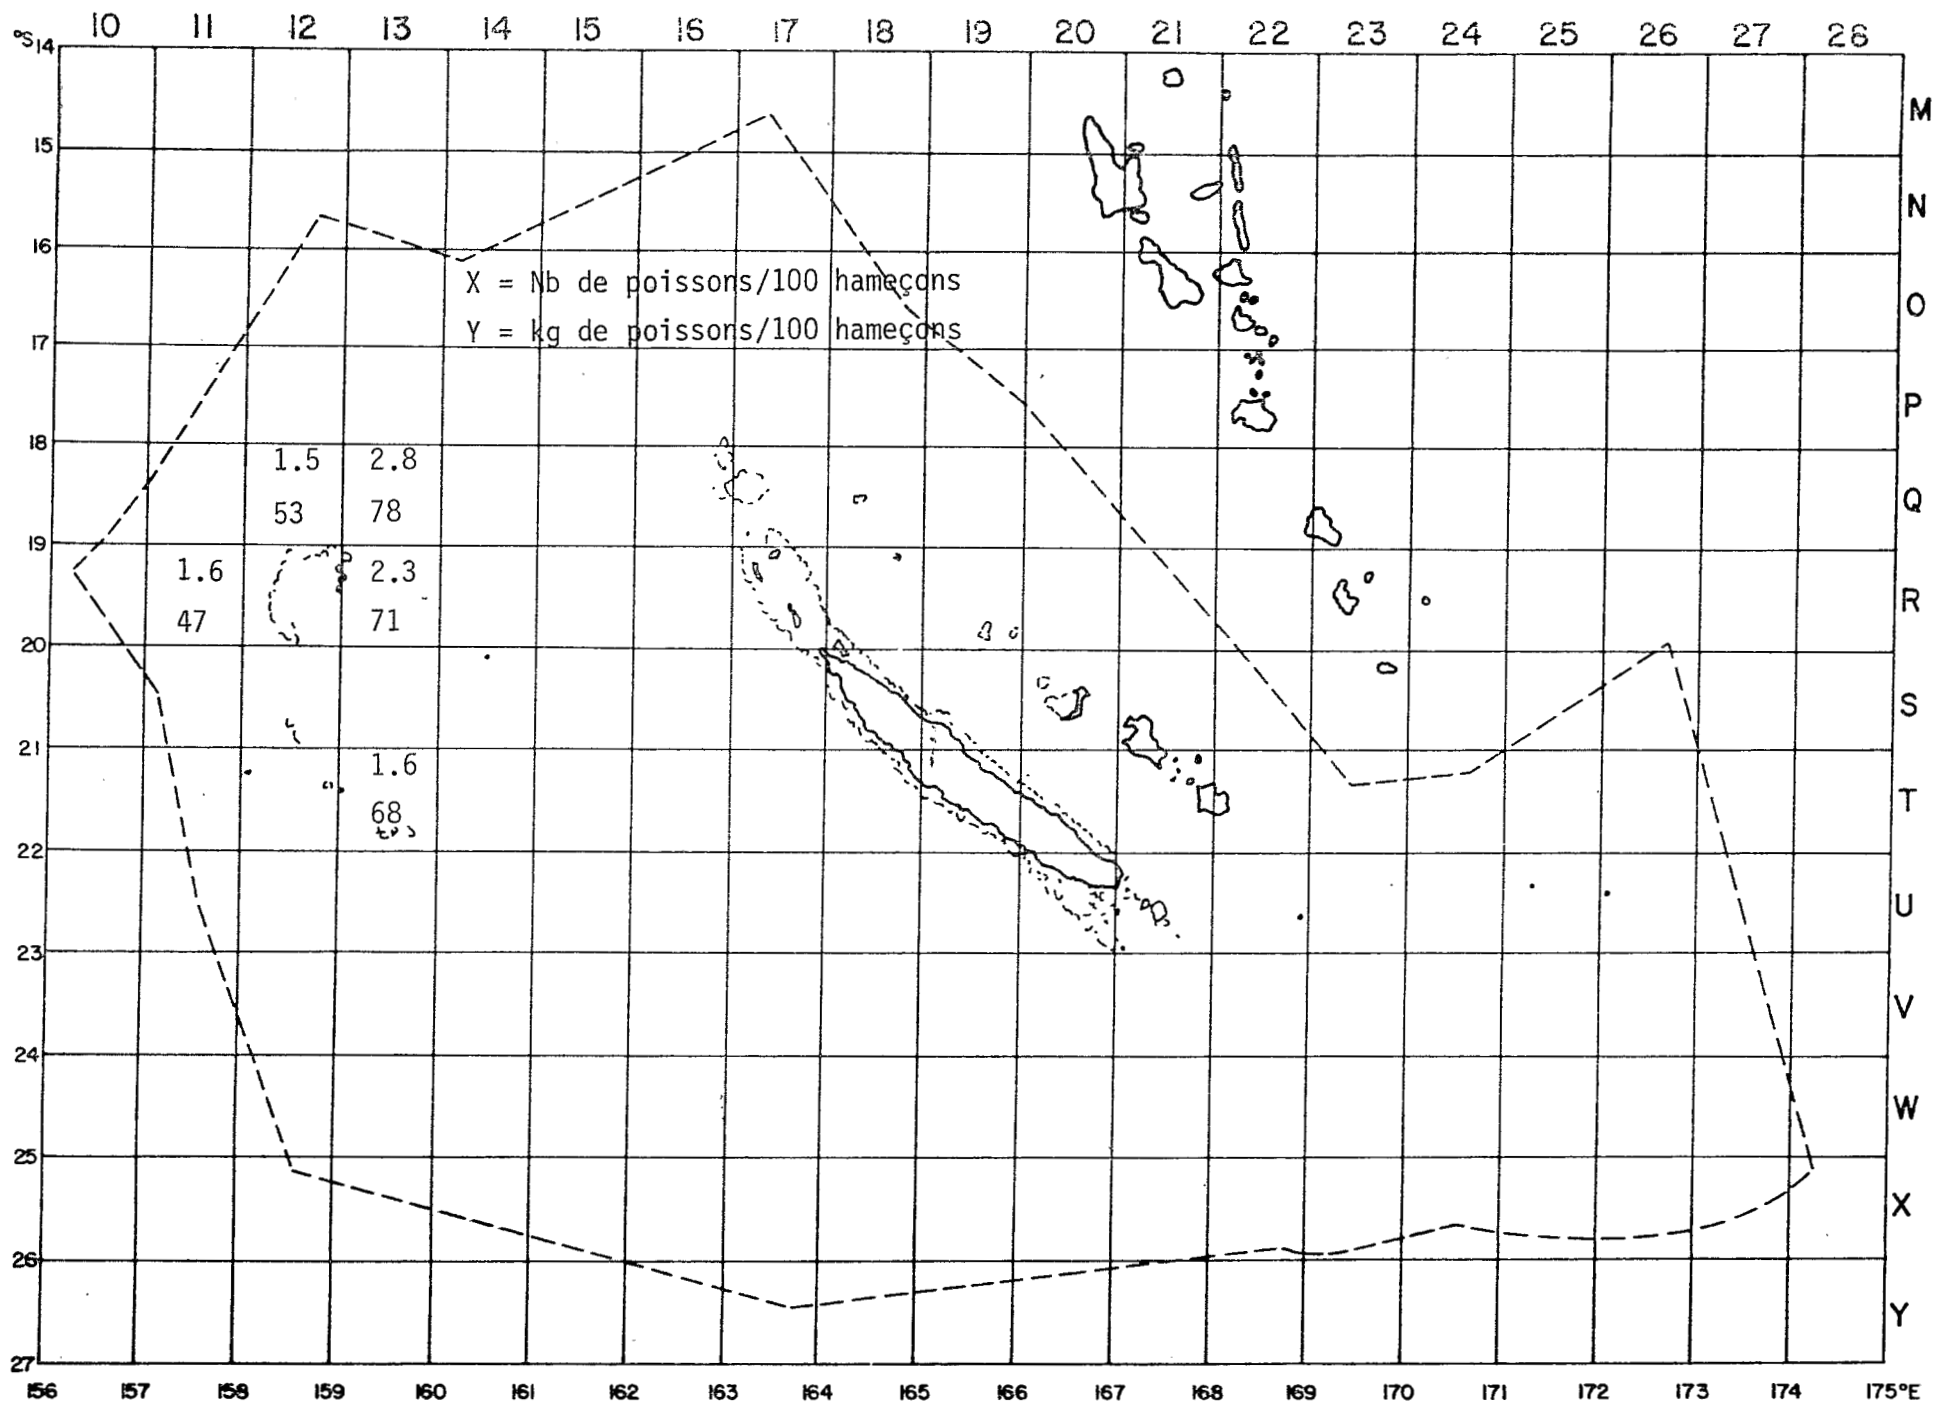 10 11 12 13 14 15 16 17 18 19 20 21 22 23 24 25 26 27 28
°S 14
M
15
N
16
X = Nb de poissons/100 hameçons
O
Y = kg de poissons/100 hameçons
17
P
18
1.5 2.8
Q
53 78
19
1.6 2.3
R
47 71
20
S
21
1.6
T
68
22
U
23
V
24
W
25
X
26
Y
27
156 157 158 159 160 161 162 163 164 165 166 167 168 169 170 171 172 173 174 175°E